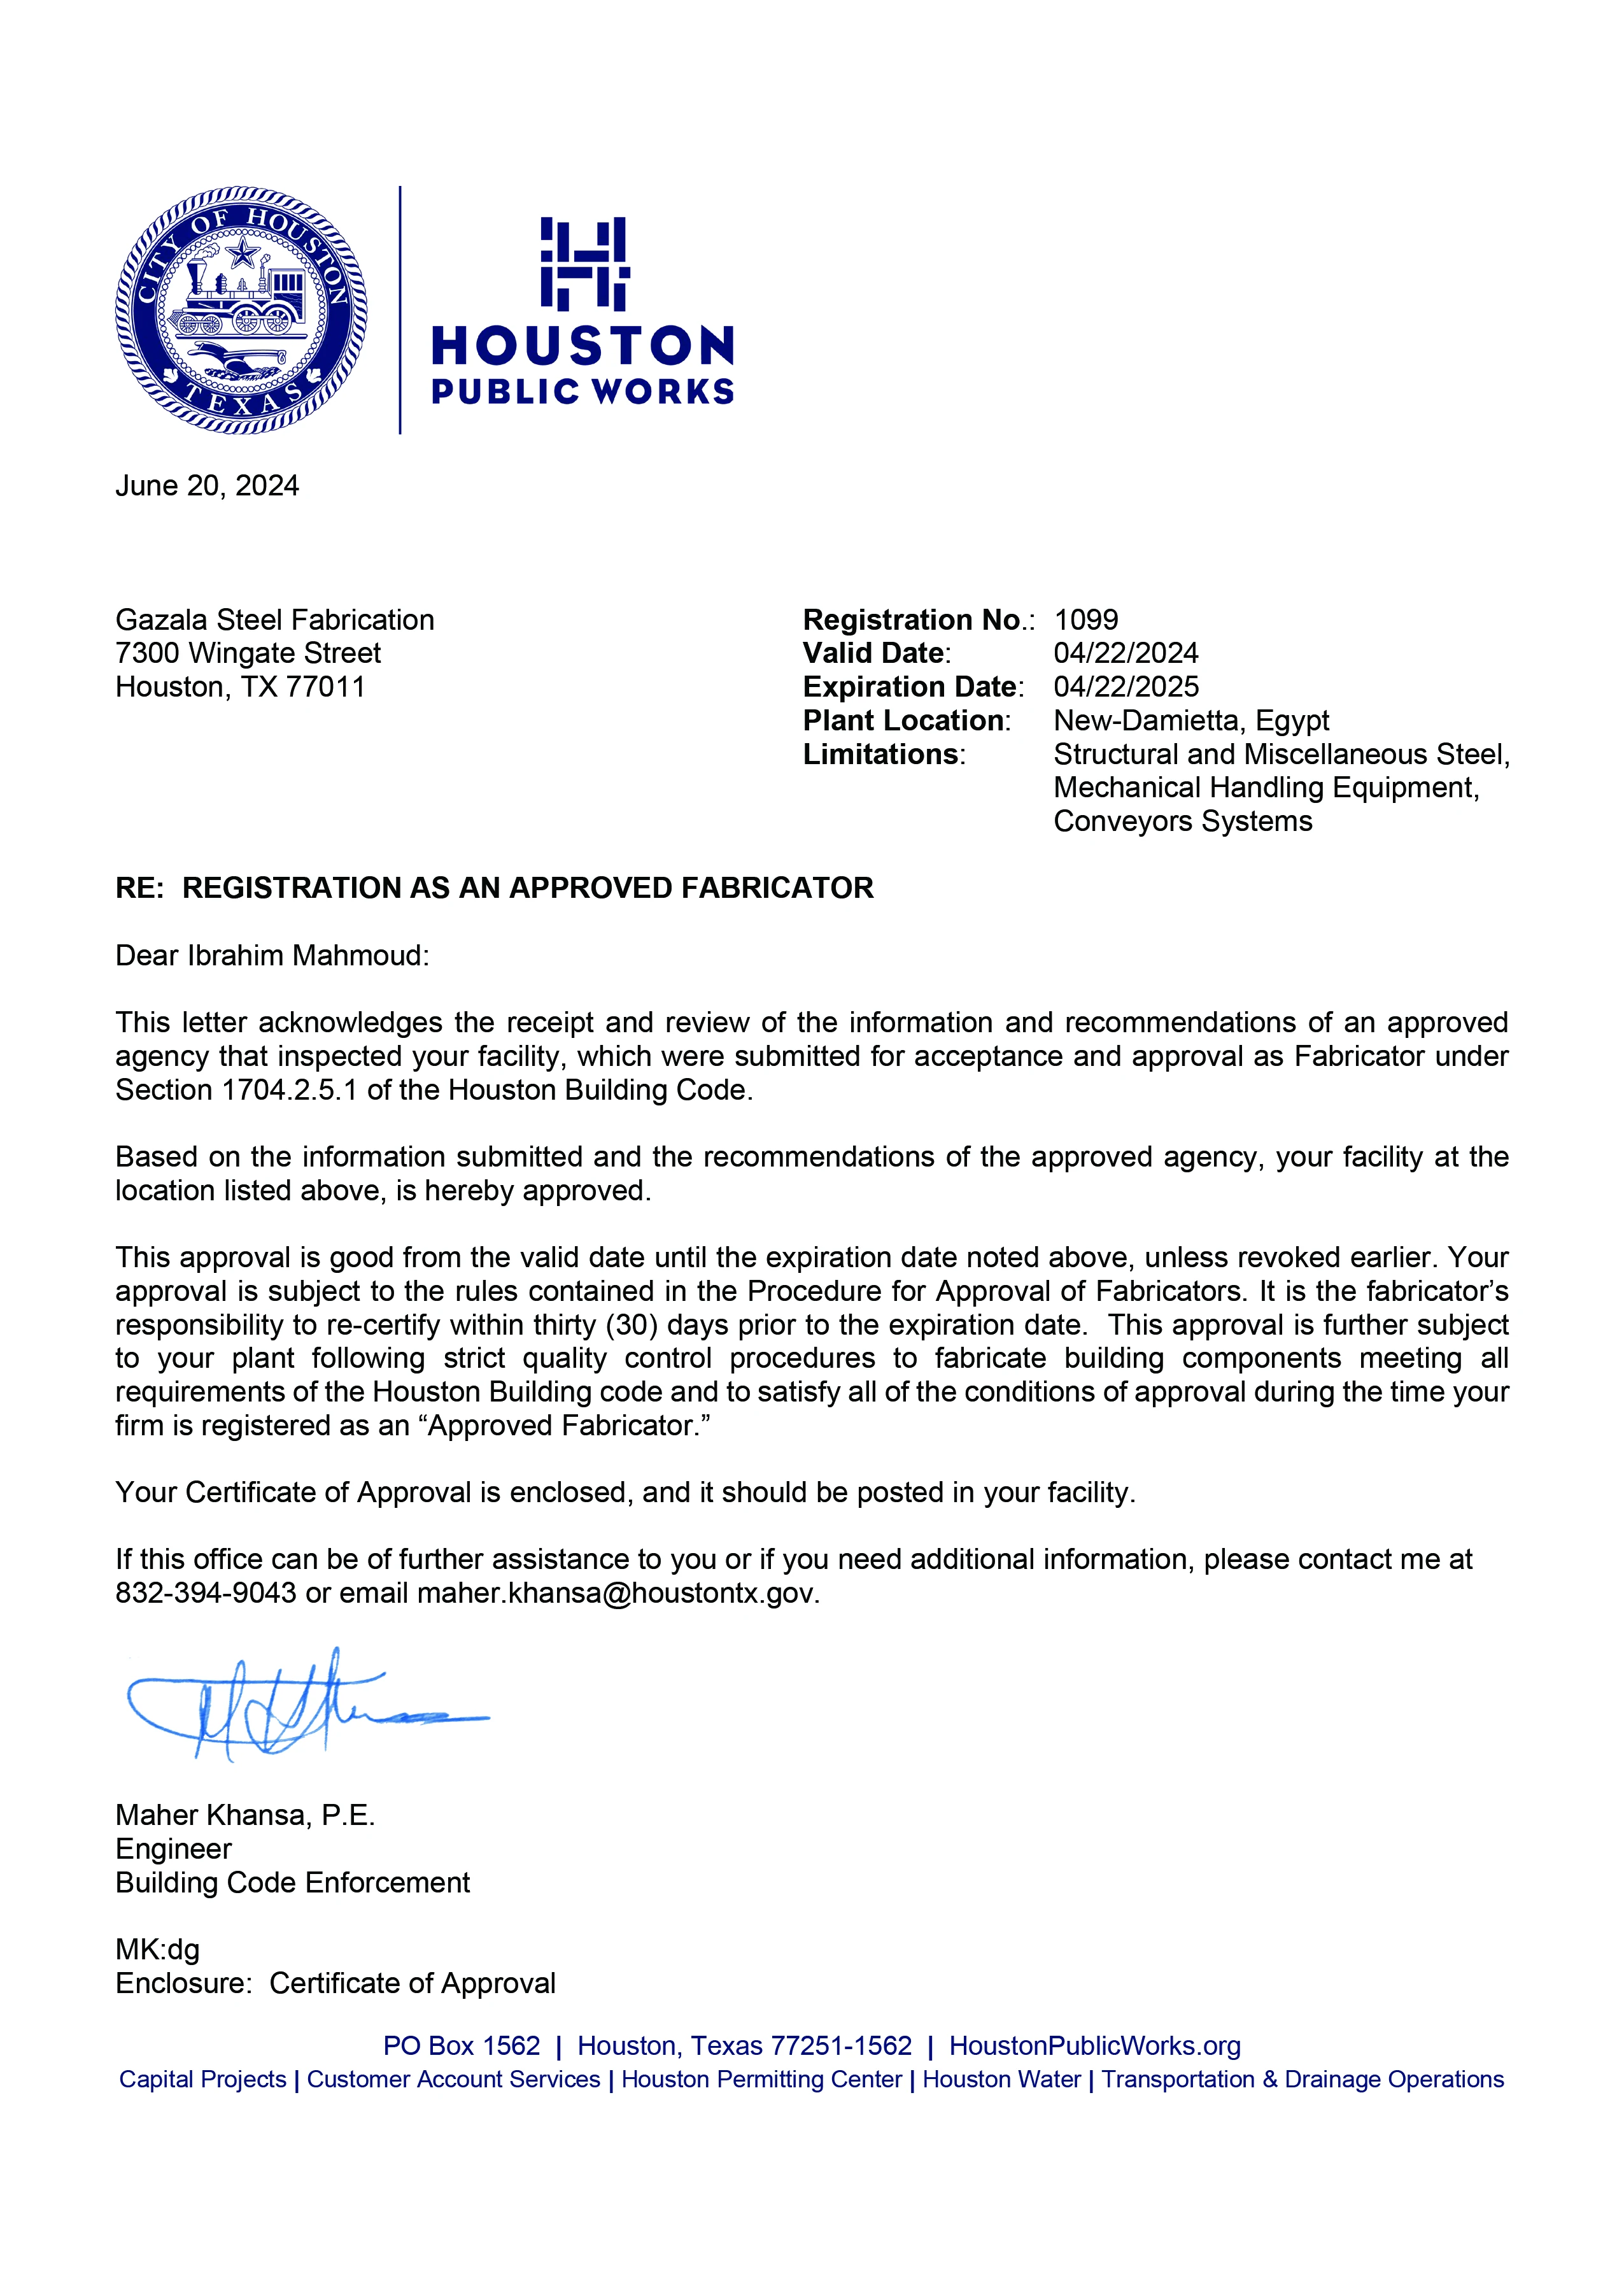 CITY OF HOUSTON
TEXAS
HOUSTON
PUBLIC WORKS
June 20, 2024
Gazala Steel Fabrication
7300 Wingate Street
Houston, TX 77011
Registration No.: 1099
Valid Date: 04/22/2024
Expiration Date: 04/22/2025
Plant Location: New-Damietta, Egypt
Limitations: Structural and Miscellaneous Steel,
Mechanical Handling Equipment,
Conveyors Systems
RE: REGISTRATION AS AN APPROVED FABRICATOR
Dear Ibrahim Mahmoud:
This letter acknowledges the receipt and review of the information and recommendations of an approved
agency that inspected your facility, which were submitted for acceptance and approval as Fabricator under
Section 1704.2.5.1 of the Houston Building Code.
Based on the information submitted and the recommendations of the approved agency, your facility at the
location listed above, is hereby approved.
This approval is good from the valid date until the expiration date noted above, unless revoked earlier. Your
approval is subject to the rules contained in the Procedure for Approval of Fabricators. It is the fabricator’s
responsibility to re-certify within thirty (30) days prior to the expiration date. This approval is further subject
to your plant following strict quality control procedures to fabricate building components meeting all
requirements of the Houston Building code and to satisfy all of the conditions of approval during the time your
firm is registered as an “Approved Fabricator.”
Your Certificate of Approval is enclosed, and it should be posted in your facility.
If this office can be of further assistance to you or if you need additional information, please contact me at
832-394-9043 or email maher.khansa@houstontx.gov.
Maher Khansa, P.E.
Engineer
Building Code Enforcement
MK:dg
Enclosure: Certificate of Approval
PO Box 1562 | Houston, Texas 77251-1562 | HoustonPublicWorks.org
Capital Projects | Customer Account Services | Houston Permitting Center | Houston Water | Transportation & Drainage Operations